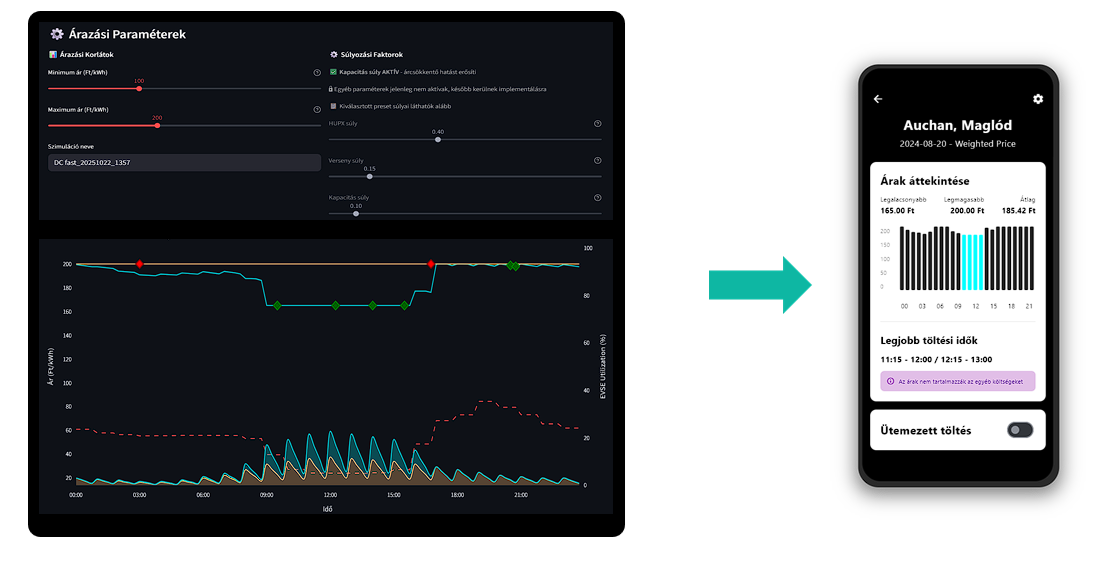 Árazási Paraméterek
Árazási Korlátok
Minimum ár (Ft/kWh)
100
Maximum ár (Ft/kWh)
200
Szimuláció neve
DC fast_20251022_1357
Súlyozási Faktorok
Kapacitás súly AKTÍV - árcsökkentő hatást erősíti
Egyéb paraméterek jelenleg nem aktívak, később kerülnek implementálásra
Kiválasztott preset súlyai láthatók alább
HUPX súly
0.40
Verseny súly
0.15
Kapacitás súly
0.10
200
180
160
140
120
100
80
60
40
20
Ár (Ft/kWh)
100
80
60
40
20
0
EVSE Utilization (%)
00:00 03:00 06:00 09:00 12:00 15:00 18:00 21:00
Idő
Auchan, Maglód
2024-08-20 - Weighted Price
Árak áttekintése
Legalacsonyabb Legmagasabb Átlag
165.00 Ft 200.00 Ft 185.42 Ft
200
150
100
50
0
00 03 06 09 12 15 18 21
Legjobb töltési idők
11:15 - 12:00 / 12:15 - 13:00
Az árak nem tartalmazzák az egyéb költségeket
Ütemezett töltés